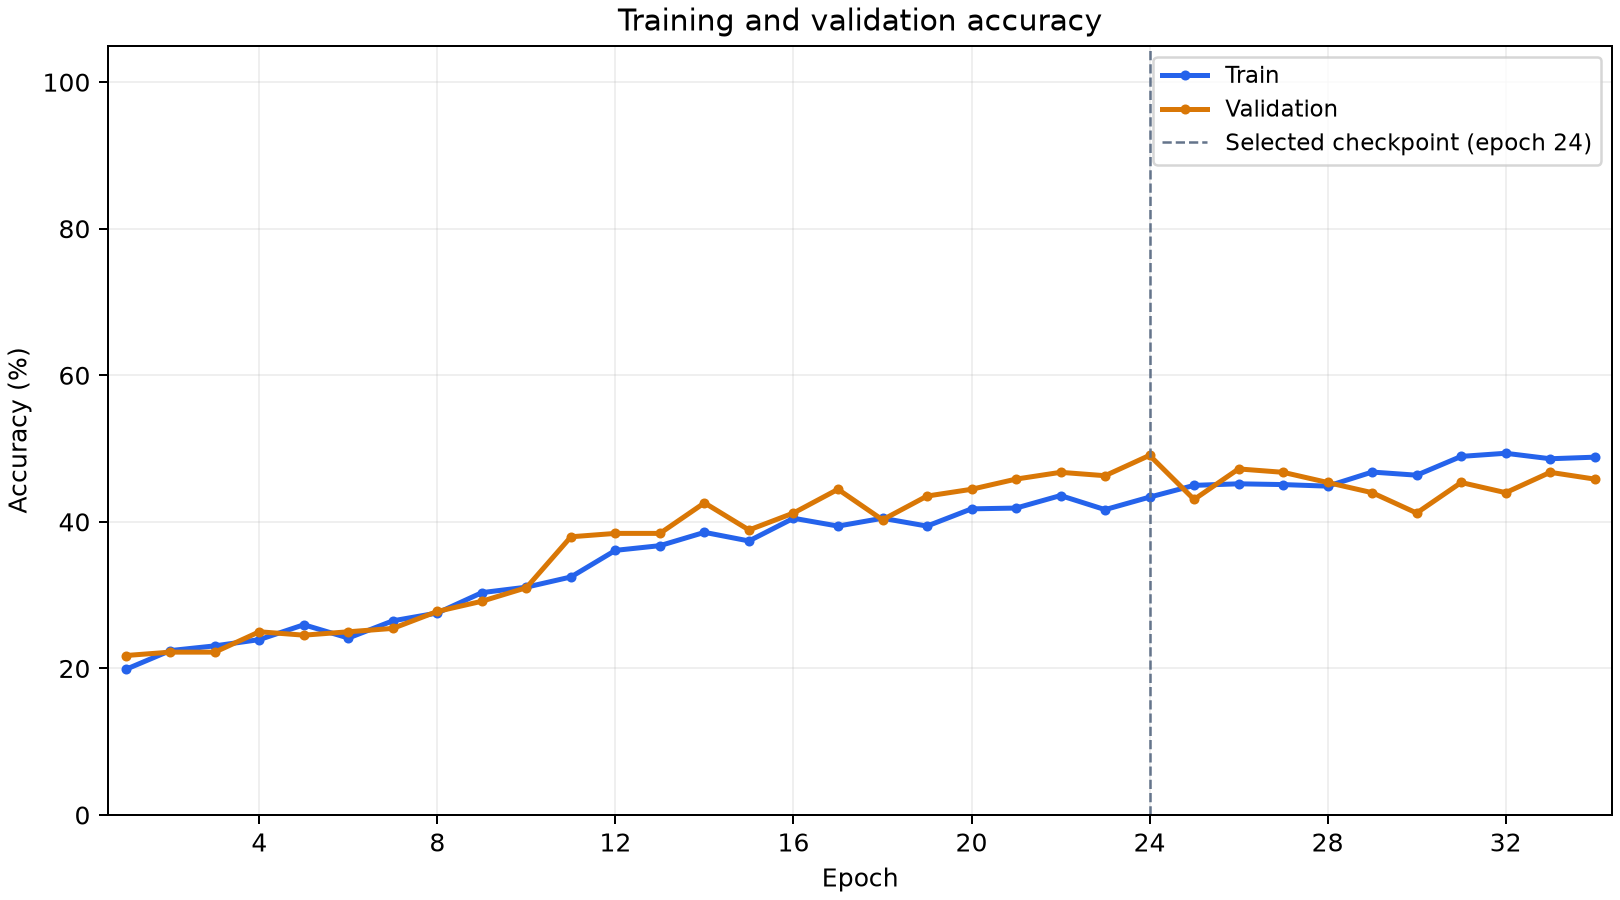 Training and validation accuracy
Train
Validation
Selected checkpoint (epoch 24)
100
80
60
40
20
0
Accuracy (%)
4 8 12 16 20 24 28 32
Epoch